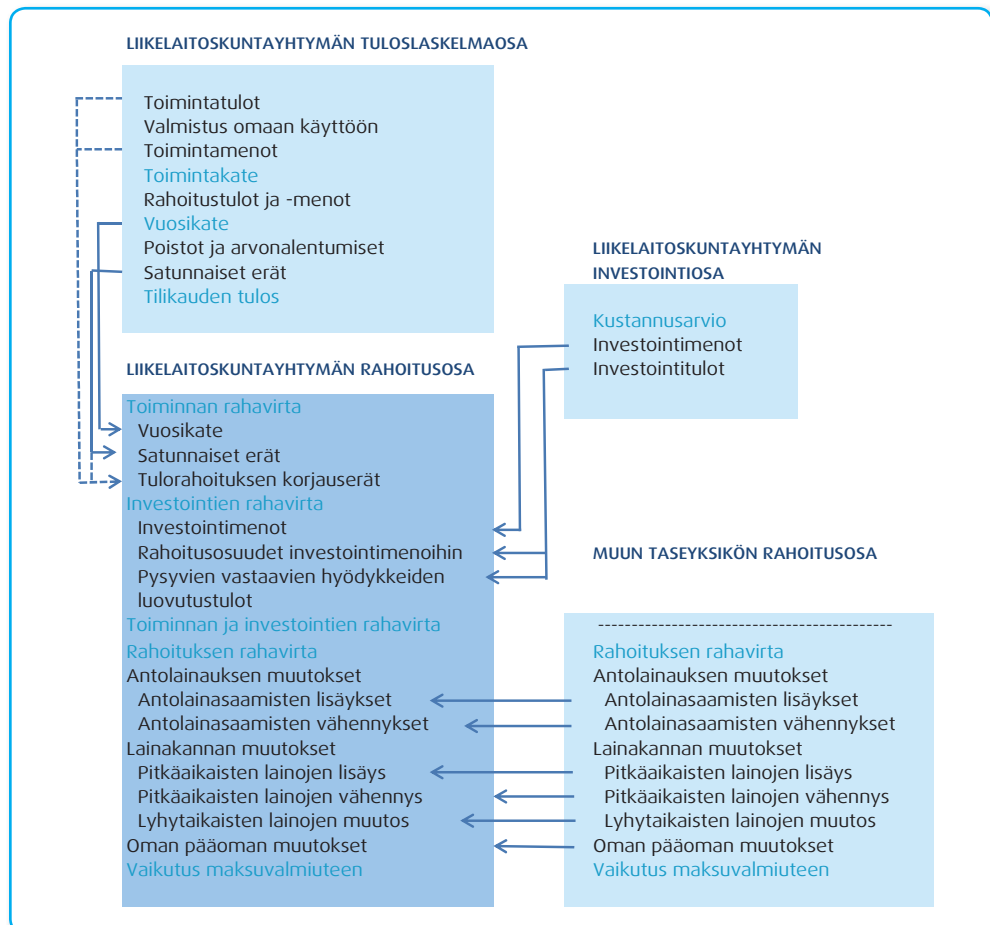 LIIKELAITOSKUNTAYHTYMÄN TULOSLASKELMAOSA
Toimintatulot
Valmistus omaan käyttöön
Toimintamenot
Toimintakate
Rahoitustulot ja -menot
Vuosikate
Poistot ja arvonalentumiset
Satunnaiset erät
Tilikauden tulos
LIIKELAITOSKUNTAYHTYMÄN
INVESTOINTIOSA
Kustannusarvio
Investointimenot
Investointitulot
LIIKELAITOSKUNTAYHTYMÄN RAHOITUSOSA
Toiminnan rahavirta
Vuosikate
Satunnaiset erät
Tulorahoituksen korjauserät
Investointien rahavirta
Investointimenot
Rahoitusosuudet investointimenoihin
Pysyvien vastaavien hyödykkeiden
luovutustulot
Toiminnan ja investointien rahavirta
Rahoituksen rahavirta
Antolainauksen muutokset
Antolainasaamisten lisäykset
Antolainasaamisten vähennykset
Lainakannan muutokset
Pitkäaikaisten lainojen lisäys
Pitkäaikaisten lainojen vähennys
Lyhytaikaisten lainojen muutos
Oman pääoman muutokset
Vaikutus maksuvalmiuteen
MUUN TASEYKSIKÖN RAHOITUSOSA
--------------------------------------------
Rahoituksen rahavirta
Antolainauksen muutokset
Antolainasaamisten lisäykset
Antolainasaamisten vähennykset
Lainakannan muutokset
Pitkäaikaisten lainojen lisäys
Pitkäaikaisten lainojen vähennys
Lyhytaikaisten lainojen muutos
Oman pääoman muutokset
Vaikutus maksuvalmiuteen